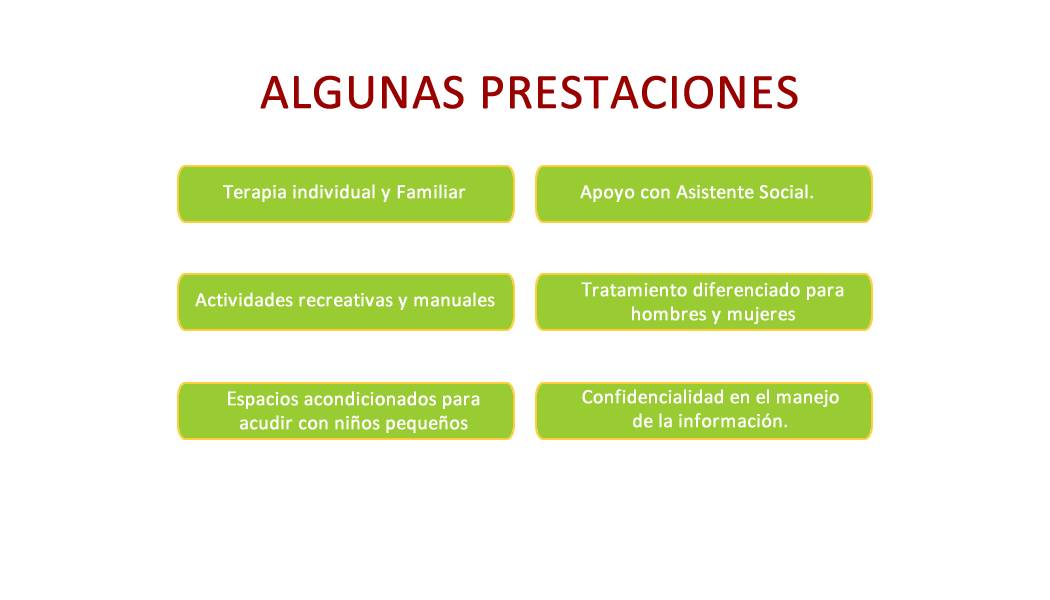 ALGUNAS PRESTACIONES
Terapia individual y Familiar
Apoyo con Asistente Social.
Actividades recreativas y manuales
Tratamiento diferenciado para
hombres y mujeres
Espacios acondicionados para
acudir con niños pequeños
Confidencialidad en el manejo
de la información.